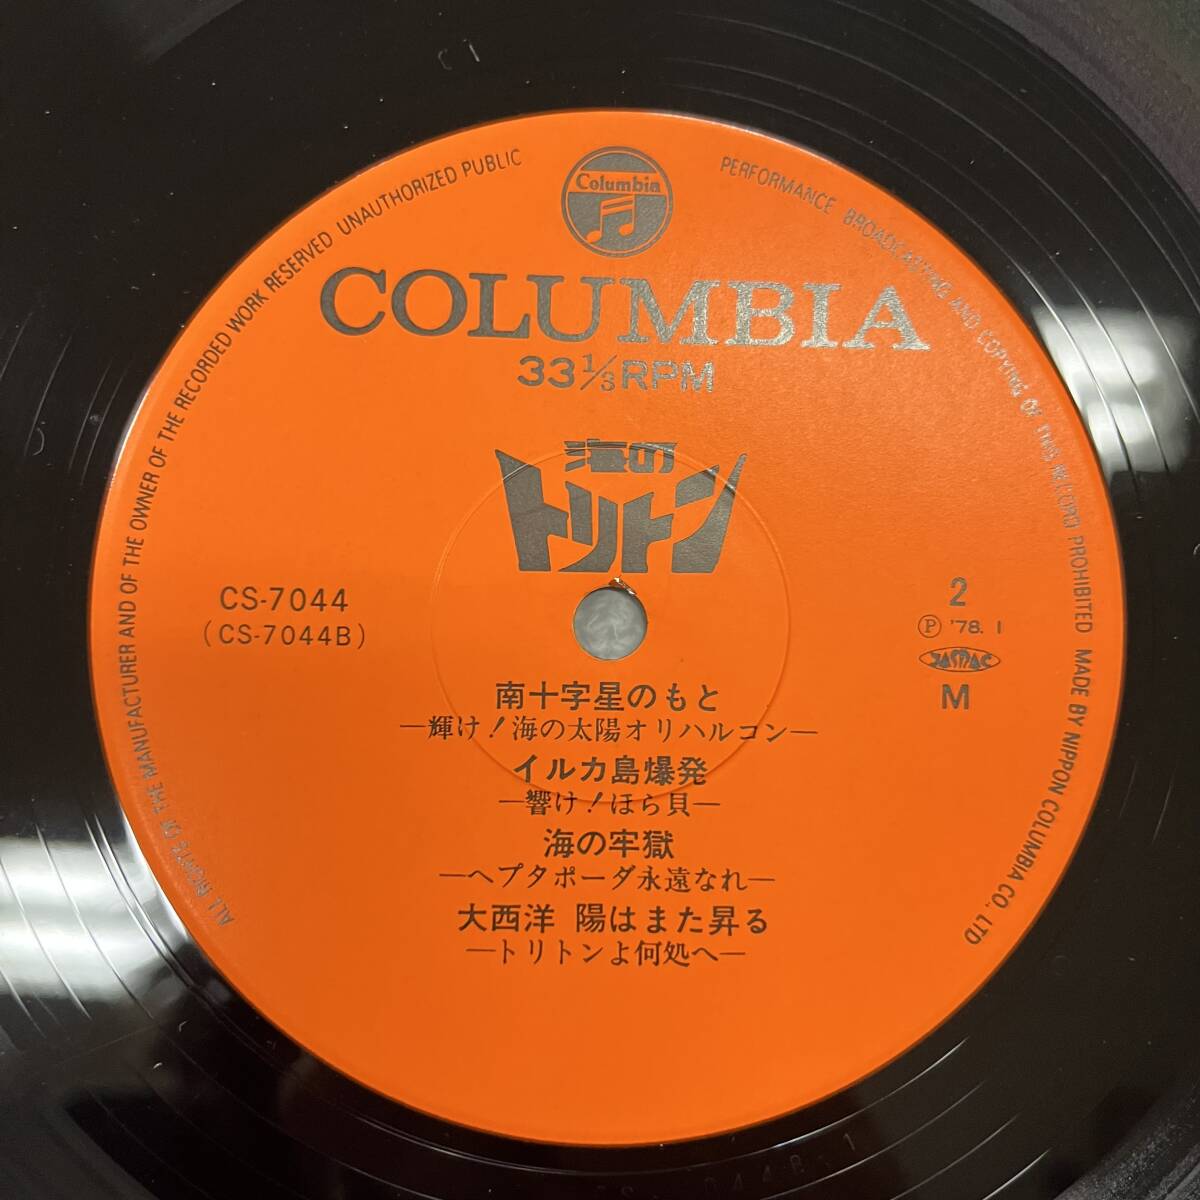 ALL RIGHTS OF THE MANUFACTURER AND OF THE OWNER OF THE RECORDED WORK RESERVED UNAUTHORIZED PUBLIC PERFORMANCE BROADCASTING AND COPYING OF THIS RECORD PROHIBITED MADE BY NIPPON COLUMBIA CO. LTD
Columbia
COLUMBIA
33⅓RPM
海の
トリトン
CS-7044
(CS-7044B)
2
Ⓟ '78. 1
JASRAC
M
南十字星のもと
—輝け!海の太陽オリハルコン—
イルカ島爆発
—響け!ほら貝—
海の牢獄
—ヘプタポーダ永遠なれ—
大西洋 陽はまた昇る
—トリトンよ何処へ—